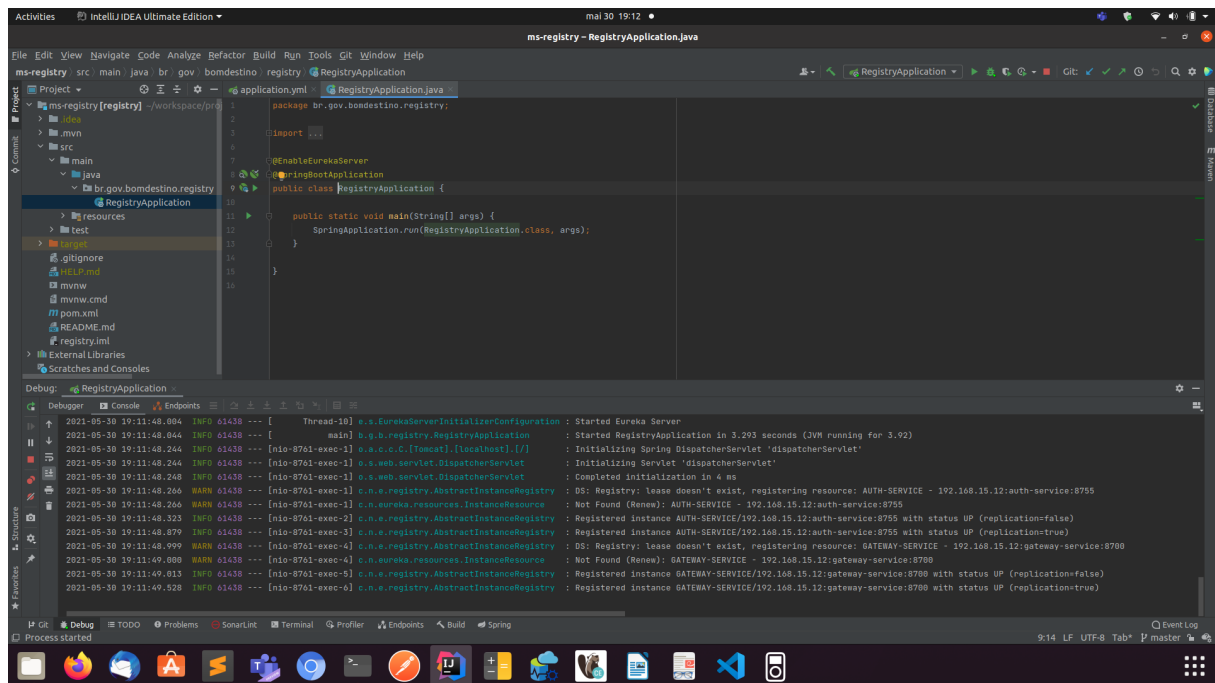 Activities IntelliJ IDEA Ultimate Edition mai 30 19:12
ms-registry – RegistryApplication.java
File Edit View Navigate Code Analyze Refactor Build Run Tools Git Window Help
ms-registry src main java br gov bomdestino registry RegistryApplication RegistryApplication Git:
Project application.yml RegistryApplication.java
ms-registry [registry] ~/workspace/proj 1 package br.gov.bomdestino.registry;
.idea 2
.mvn 3 import ...
src 6
main 7 @EnableEurekaServer
java 8 @SpringBootApplication
br.gov.bomdestino.registry 9 public class RegistryApplication {
RegistryApplication 10
resources 11 public static void main(String[] args) {
test 12 SpringApplication.run(RegistryApplication.class, args);
target 13 }
.gitignore 14
HELP.md 15 }
mvnw 16
mvnw.cmd
pom.xml
README.md
registry.iml
External Libraries
Scratches and Consoles
Project
Commit
Structure
Favorites
Database
Maven
Debug: RegistryApplication
Debugger Console Endpoints
2021-05-30 19:11:48.004 INFO 61438 --- [ Thread-10] e.s.EurekaServerInitializerConfiguration : Started Eureka Server
2021-05-30 19:11:48.044 INFO 61438 --- [ main] b.g.b.registry.RegistryApplication : Started RegistryApplication in 3.293 seconds (JVM running for 3.92)
2021-05-30 19:11:48.244 INFO 61438 --- [nio-8761-exec-1] o.a.c.c.C.[Tomcat].[localhost].[/] : Initializing Spring DispatcherServlet 'dispatcherServlet'
2021-05-30 19:11:48.244 INFO 61438 --- [nio-8761-exec-1] o.s.web.servlet.DispatcherServlet : Initializing Servlet 'dispatcherServlet'
2021-05-30 19:11:48.248 INFO 61438 --- [nio-8761-exec-1] o.s.web.servlet.DispatcherServlet : Completed initialization in 4 ms
2021-05-30 19:11:48.266 WARN 61438 --- [nio-8761-exec-1] c.n.e.registry.AbstractInstanceRegistry : DS: Registry: lease doesn't exist, registering resource: AUTH-SERVICE - 192.168.15.12:auth-service:8755
2021-05-30 19:11:48.266 WARN 61438 --- [nio-8761-exec-1] c.n.eureka.resources.InstanceResource : Not Found (Renew): AUTH-SERVICE - 192.168.15.12:auth-service:8755
2021-05-30 19:11:48.323 INFO 61438 --- [nio-8761-exec-2] c.n.e.registry.AbstractInstanceRegistry : Registered instance AUTH-SERVICE/192.168.15.12:auth-service:8755 with status UP (replication=false)
2021-05-30 19:11:48.879 INFO 61438 --- [nio-8761-exec-3] c.n.e.registry.AbstractInstanceRegistry : Registered instance AUTH-SERVICE/192.168.15.12:auth-service:8755 with status UP (replication=true)
2021-05-30 19:11:48.999 WARN 61438 --- [nio-8761-exec-4] c.n.e.registry.AbstractInstanceRegistry : DS: Registry: lease doesn't exist, registering resource: GATEWAY-SERVICE - 192.168.15.12:gateway-service:8700
2021-05-30 19:11:49.000 WARN 61438 --- [nio-8761-exec-4] c.n.eureka.resources.InstanceResource : Not Found (Renew): GATEWAY-SERVICE - 192.168.15.12:gateway-service:8700
2021-05-30 19:11:49.013 INFO 61438 --- [nio-8761-exec-5] c.n.e.registry.AbstractInstanceRegistry : Registered instance GATEWAY-SERVICE/192.168.15.12:gateway-service:8700 with status UP (replication=false)
2021-05-30 19:11:49.528 INFO 61438 --- [nio-8761-exec-6] c.n.e.registry.AbstractInstanceRegistry : Registered instance GATEWAY-SERVICE/192.168.15.12:gateway-service:8700 with status UP (replication=true)
Git Debug TODO Problems SonarLint Terminal Profiler Endpoints Build Spring Event Log
Process started 9:14 LF UTF-8 Tab* master